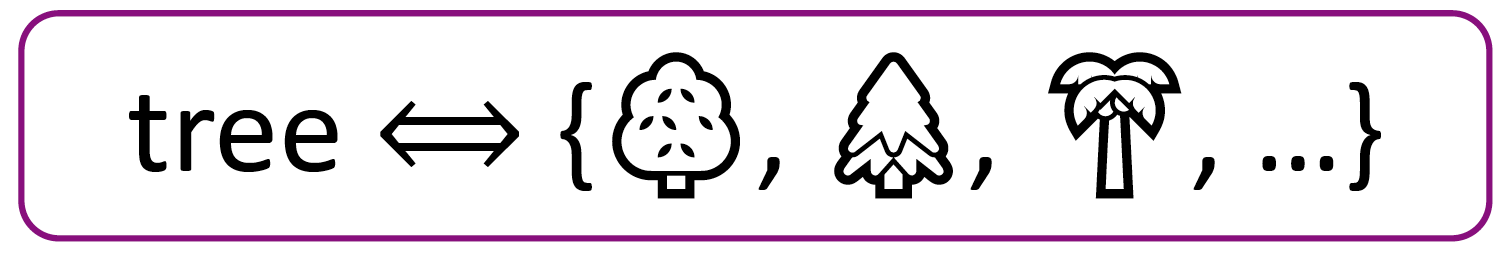 tree ⟺ {🌳, 🌲, 🌴, ...}